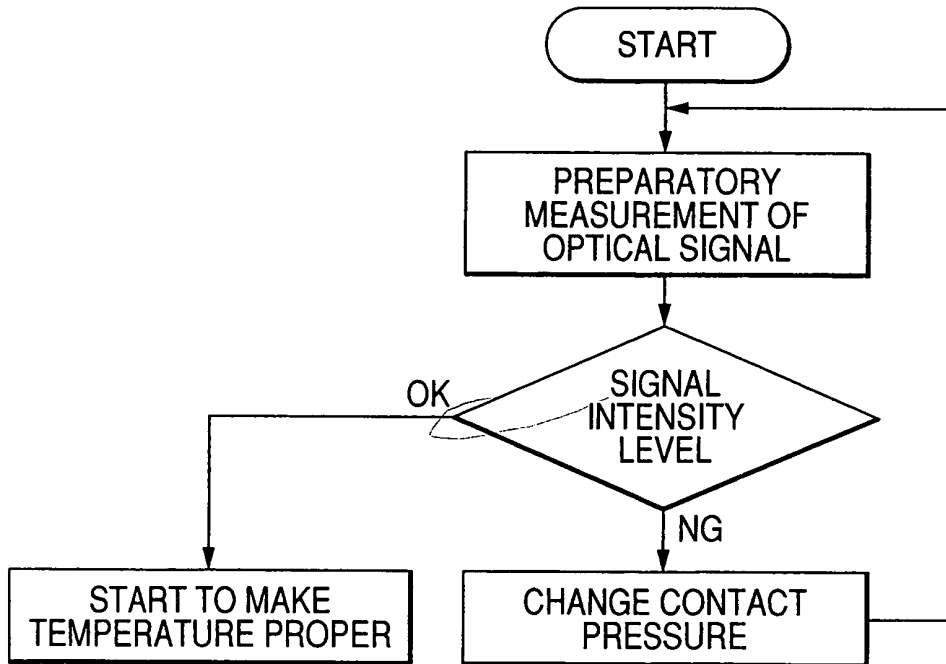 START
PREPARATORY
MEASUREMENT OF
OPTICAL SIGNAL
SIGNAL
INTENSITY
LEVEL
OK
NG
START TO MAKE
TEMPERATURE PROPER
CHANGE CONTACT
PRESSURE